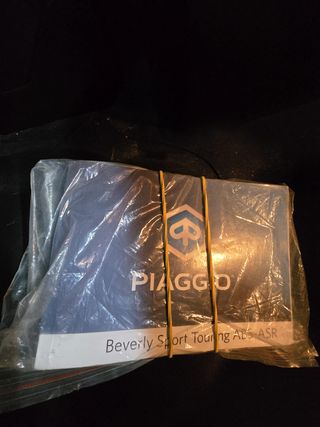 PIAGGIO
Beverly Sport Touring ABS-ASR